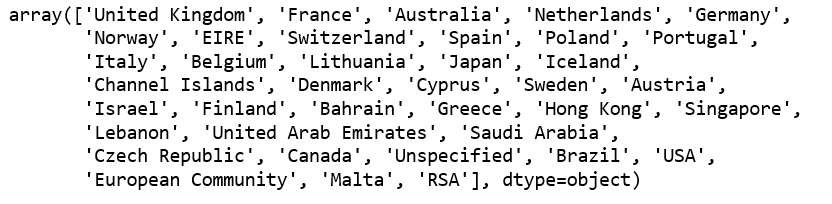 array(['United Kingdom', 'France', 'Australia', 'Netherlands', 'Germany',
'Norway', 'EIRE', 'Switzerland', 'Spain', 'Poland', 'Portugal',
'Italy', 'Belgium', 'Lithuania', 'Japan', 'Iceland',
'Channel Islands', 'Denmark', 'Cyprus', 'Sweden', 'Austria',
'Israel', 'Finland', 'Bahrain', 'Greece', 'Hong Kong', 'Singapore',
'Lebanon', 'United Arab Emirates', 'Saudi Arabia',
'Czech Republic', 'Canada', 'Unspecified', 'Brazil', 'USA',
'European Community', 'Malta', 'RSA'], dtype=object)